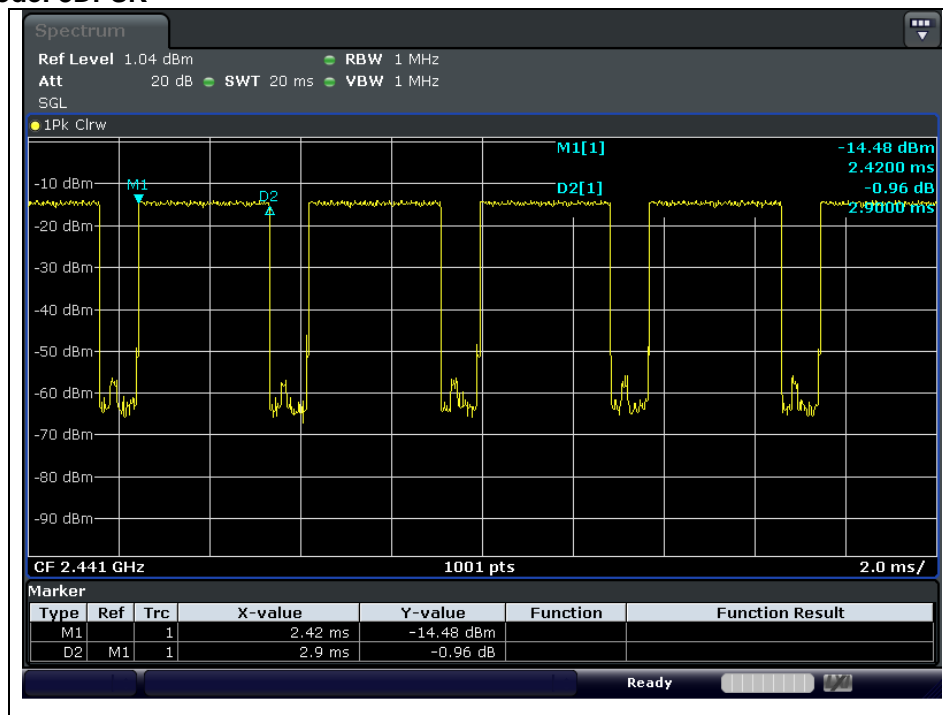 Spectrum
Ref Level 1.04 dBm RBW 1 MHz
Att 20 dB SWT 20 ms VBW 1 MHz
SGL
1Pk Clrw
M1[1] -14.48 dBm
2.4200 ms
D2[1] -0.96 dB
2.9000 ms
-10 dBm
M1
D2
-20 dBm
-30 dBm
-40 dBm
-50 dBm
-60 dBm
-70 dBm
-80 dBm
-90 dBm
CF 2.441 GHz 1001 pts 2.0 ms/
Marker
Type Ref Trc X-value Y-value Function Function Result
M1 1 2.42 ms -14.48 dBm
D2 M1 1 2.9 ms -0.96 dB
Ready